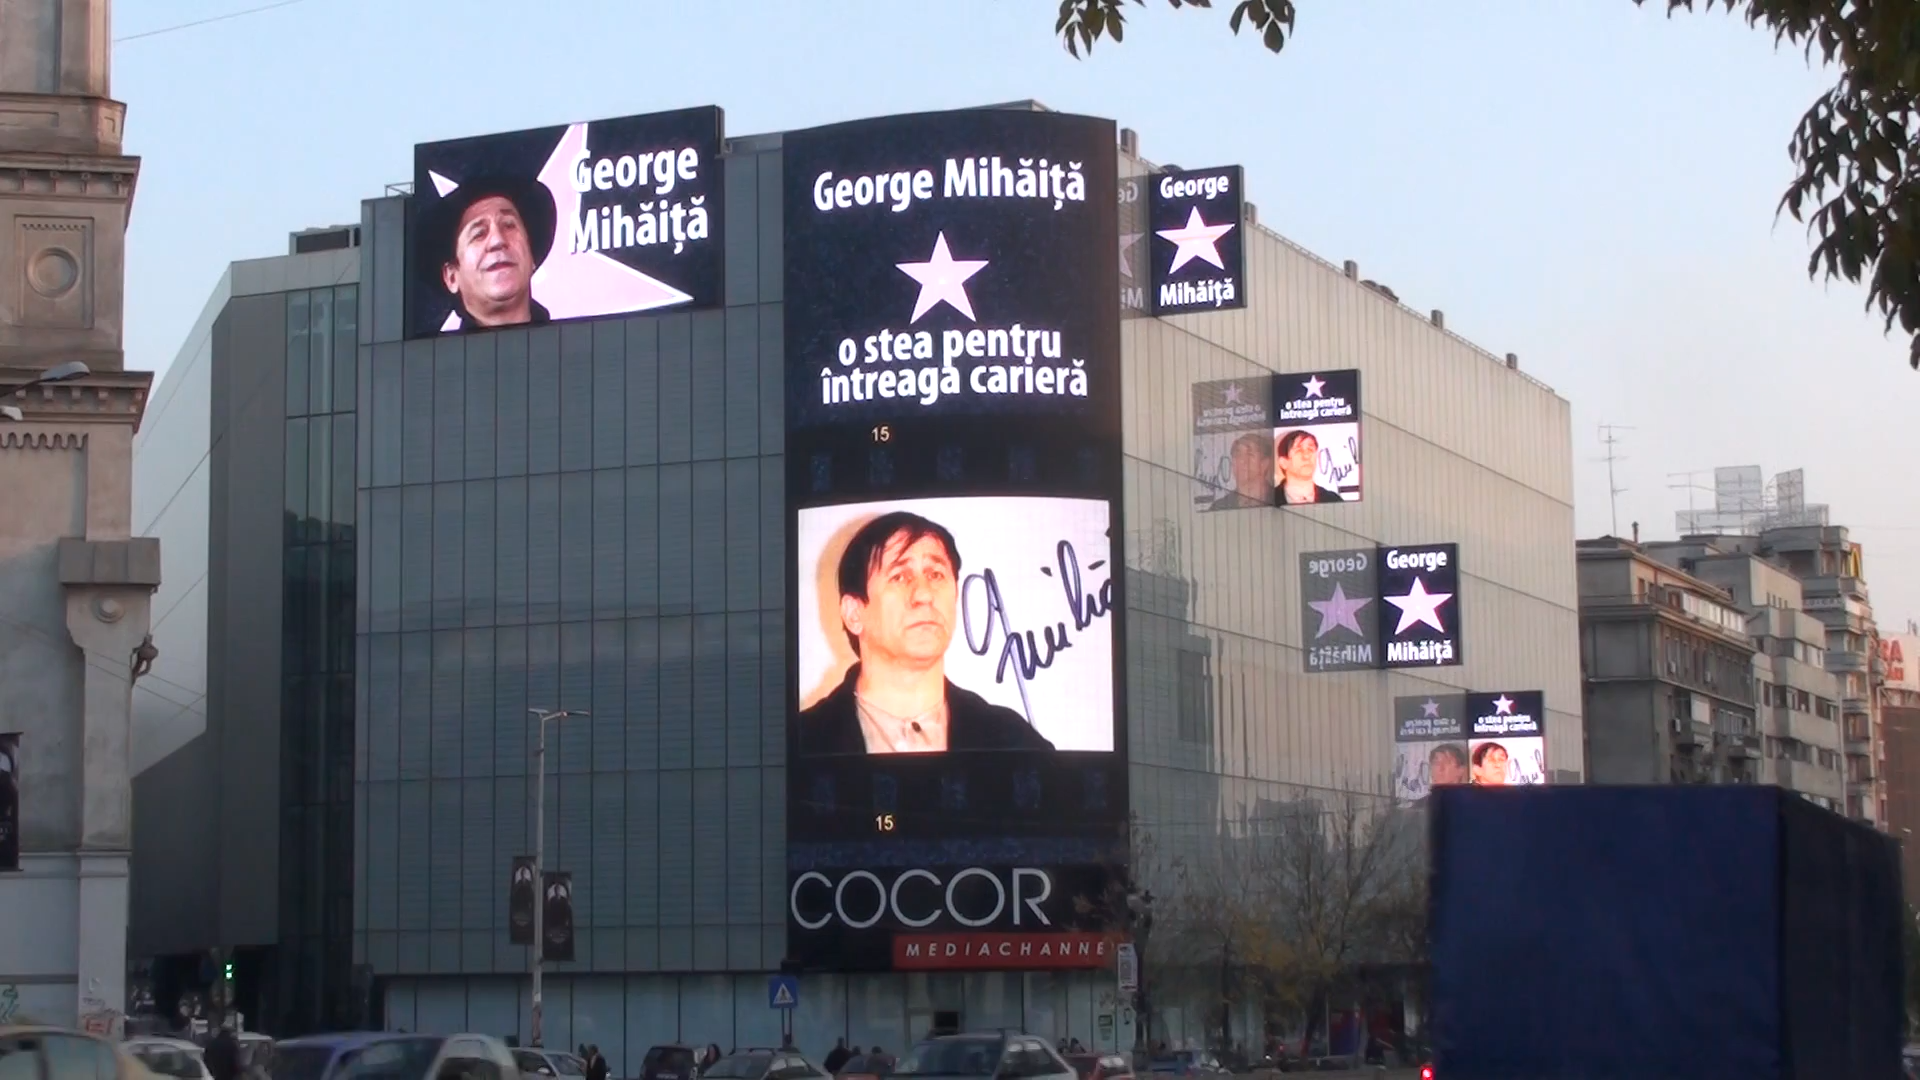 George
Mihăiță
George Mihăiță
o stea pentru
întreaga carieră
15
15
COCOR
MEDIACHANNE
George
Mihăiță
o stea pentru
întreaga carieră
George
Mihăiță
o stea pentru
întreaga carieră